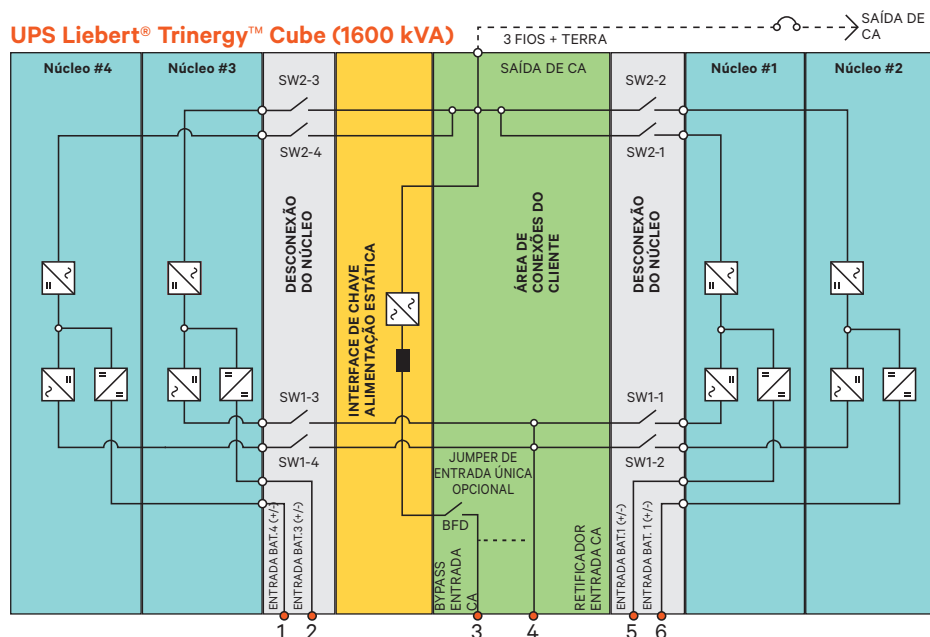 UPS Liebert® Trinergy™ Cube (1600 kVA)
3 FIOS + TERRA
SAÍDA DE
CA
Núcleo #4
Núcleo #3
SW2-3
SAÍDA DE CA
SW2-2
Núcleo #1
Núcleo #2
SW2-4
SW2-1
DESCONEXÃO
DO NÚCLEO
INTERFACE DE CHAVE
ALIMENTAÇÃO ESTÁTICA
ÁREA DE
CONEXÕES DO
CLIENTE
DESCONEXÃO
DO NÚCLEO
SW1-3
SW1-1
SW1-4
SW1-2
JUMPER DE
ENTRADA ÚNICA
OPCIONAL
BFD
ENTRADA BAT.4 (+/-)
ENTRADA BAT.3 (+/-)
BYPASS
ENTRADA
CA
RETIFICADOR
ENTRADA CA
ENTRADA BAT.1 (+/-)
ENTRADA BAT. 1 (+/-)
1 2 3 4 5 6